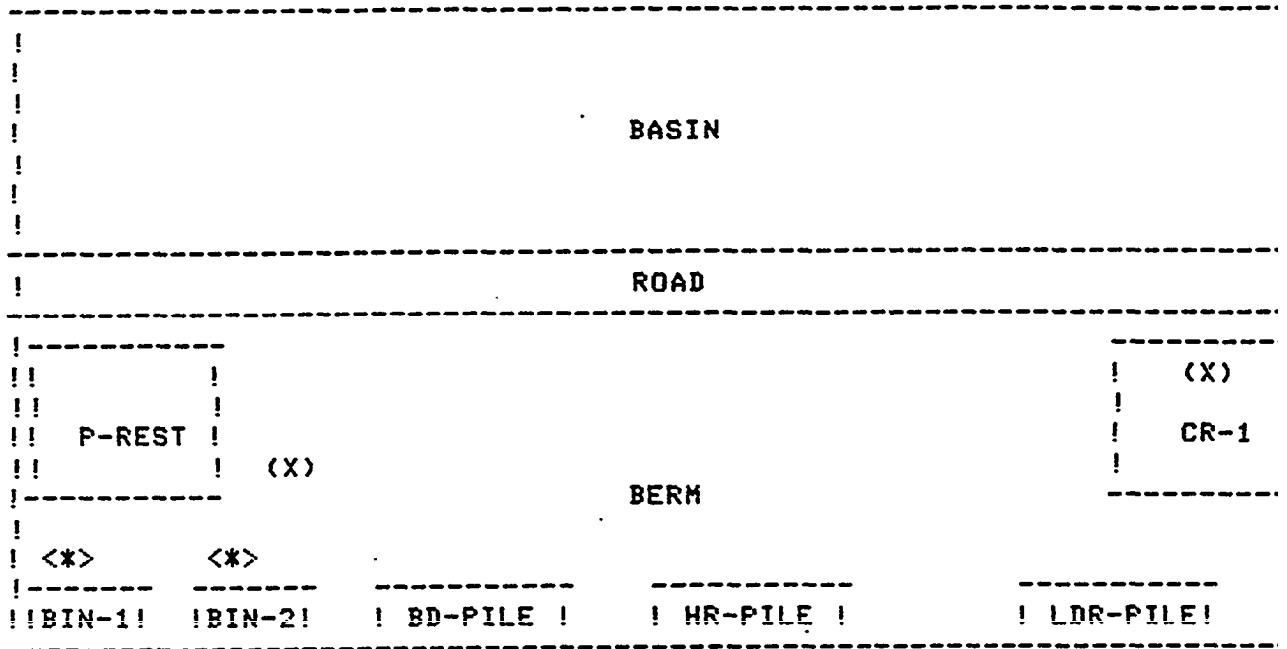 BASIN
ROAD
(X)
P-REST CR-1
(X)
BERM
<*> <*>
!!BIN-1! !BIN-2! ! BD-PILE ! ! HR-PILE ! ! LDR-PILE!